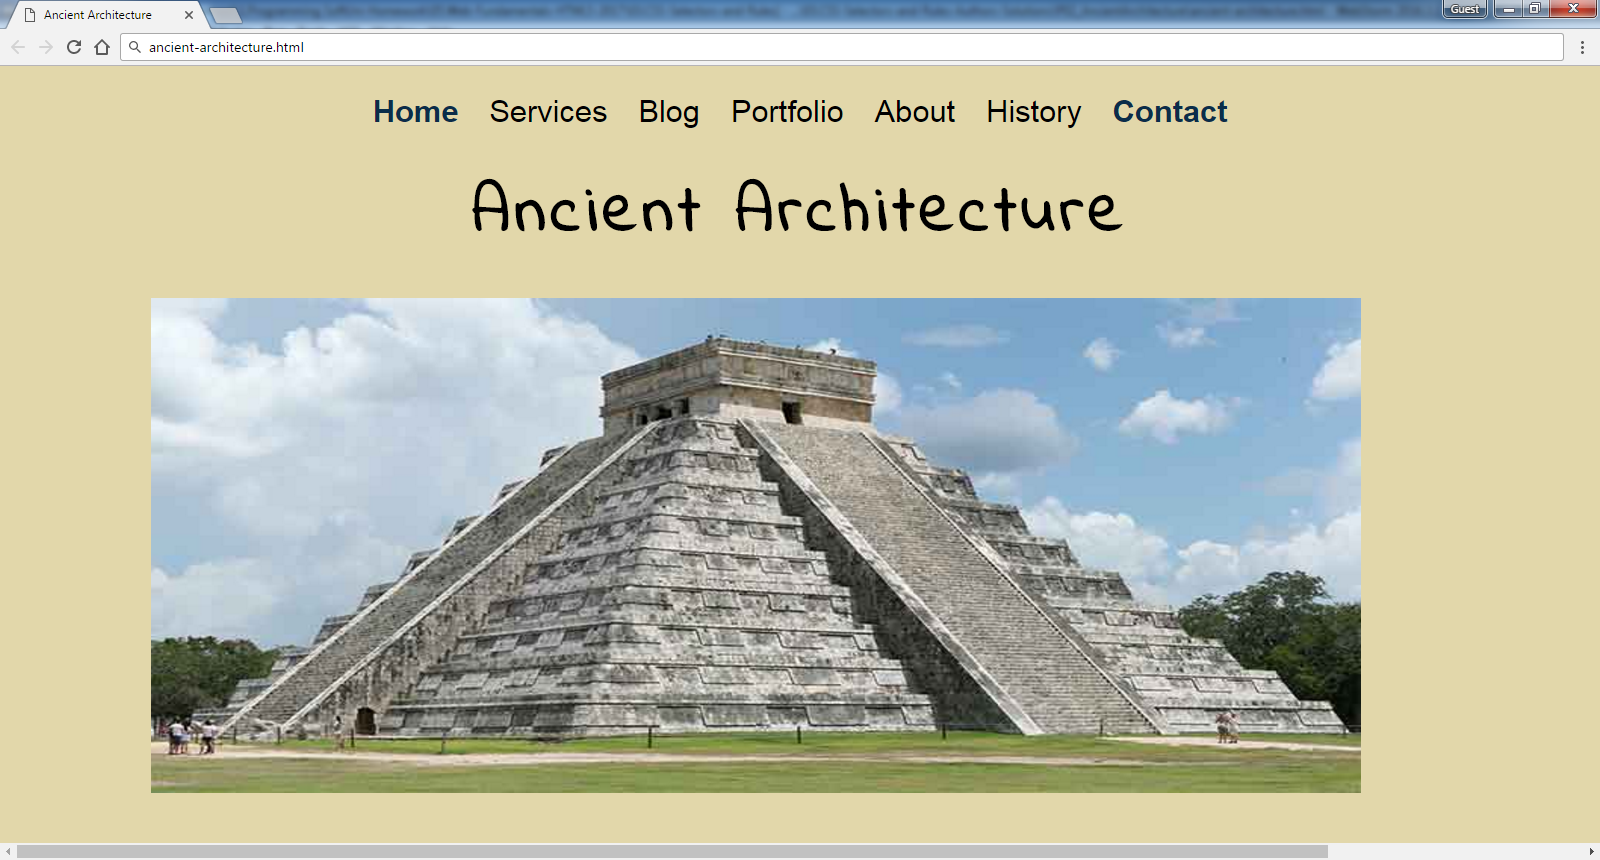 Ancient Architecture
Guest
ancient-architecture.html
Home Services Blog Portfolio About History Contact
Ancient Architecture